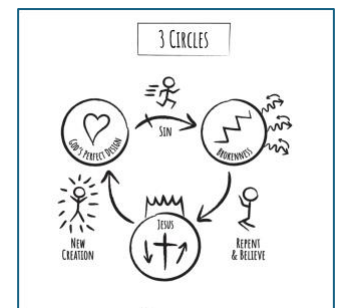 3 CIRCLES
SIN
GOD'S PERFECT DESIGN
BROKENNESS
JESUS
NEW
CREATION
REPENT
& BELIEVE